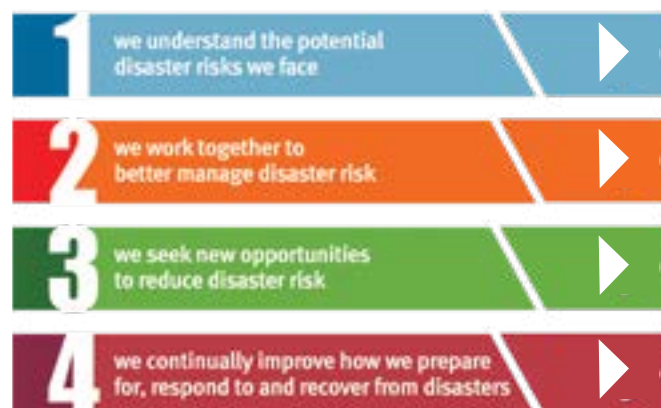 1
we understand the potential
disaster risks we face
2
we work together to
better manage disaster risk
3
we seek new opportunities
to reduce disaster risk
4
we continually improve how we prepare
for, respond to and recover from disasters